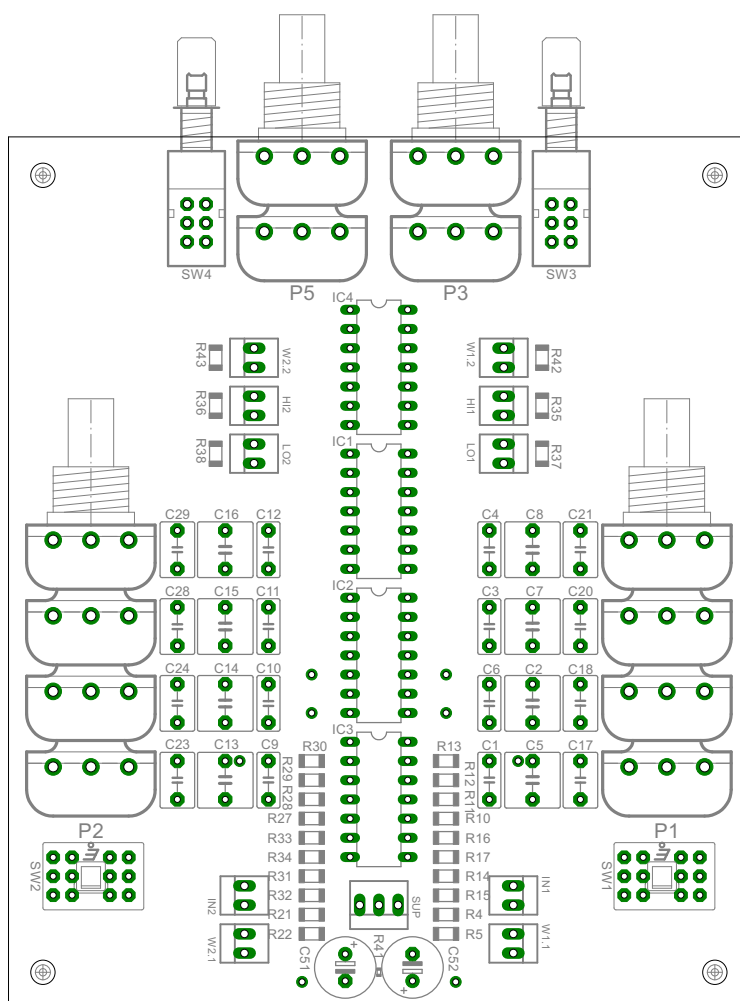 SW4
SW3
P5
P3
IC4
R43
W2.2
W1.2
R42
R36
HI2
HI1
R35
R38
LO2
LO1
R37
IC1
C29
C16
C12
C4
C8
C21
IC2
C28
C15
C11
C3
C7
C20
C24
C14
C10
C6
C2
C18
IC3
C23
C13
C9
R30
R13
C1
C5
C17
R29
R12
R28
R11
R27
R10
P2
P1
R33
R16
R34
R17
SW2
R31
R14
SW1
IN2
R32
R15
IN1
R21
SUP
R4
W2.1
R22
R5
W1.1
C51
+
R41
+
C52